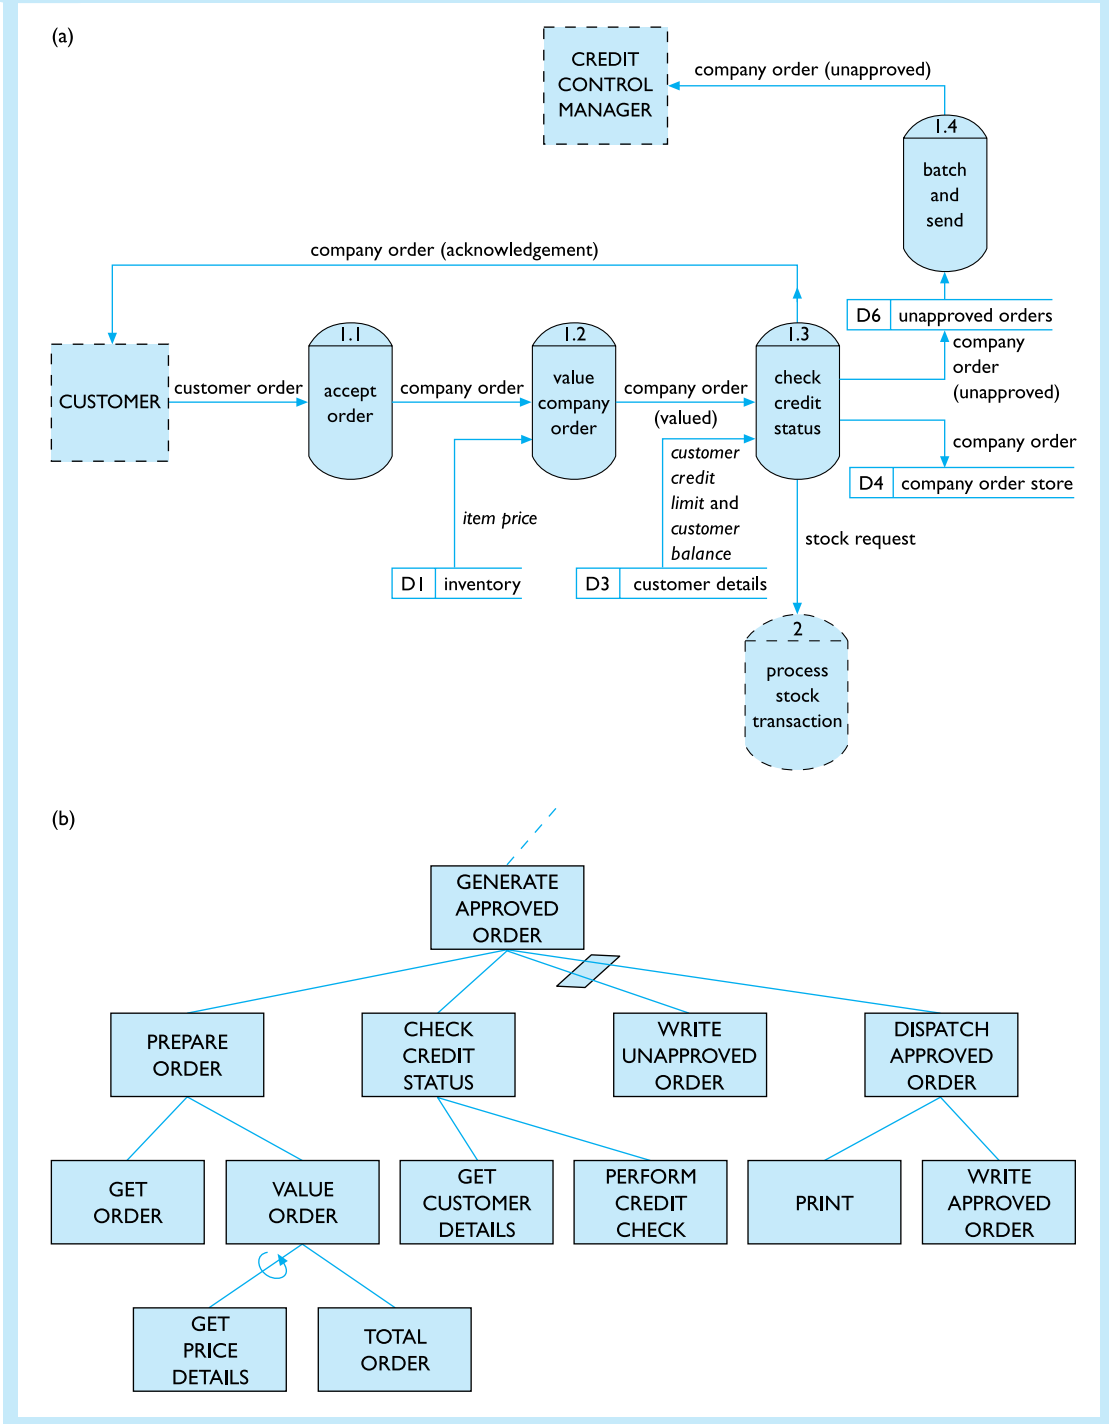 (a)
CREDIT
CONTROL
MANAGER
company order (unapproved)
1.4
batch
and
send
company order (acknowledgement)
D6 unapproved orders
company
order
(unapproved)
CUSTOMER
customer order
1.1
accept
order
company order
1.2
value
company
order
company order
(valued)
1.3
check
credit
status
company order
D4 company order store
item price
D1 inventory
customer
credit
limit and
customer
balance
D3 customer details
stock request
2
process
stock
transaction
(b)
GENERATE
APPROVED
ORDER
PREPARE
ORDER
CHECK
CREDIT
STATUS
WRITE
UNAPPROVED
ORDER
DISPATCH
APPROVED
ORDER
GET
ORDER
VALUE
ORDER
GET
CUSTOMER
DETAILS
PERFORM
CREDIT
CHECK
PRINT
WRITE
APPROVED
ORDER
GET
PRICE
DETAILS
TOTAL
ORDER